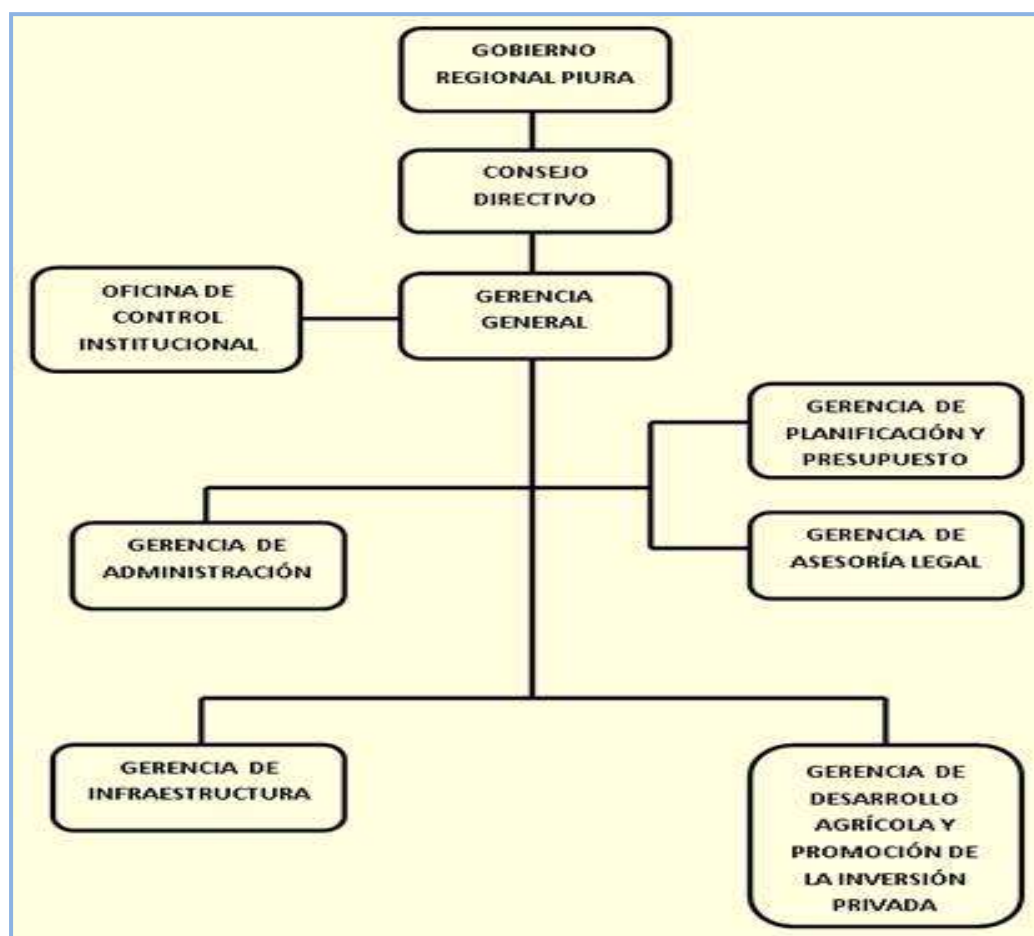 GOBIERNO
REGIONAL PIURA
CONSEJO
DIRECTIVO
OFICINA DE
CONTROL
INSTITUCIONAL
GERENCIA
GENERAL
GERENCIA DE
PLANIFICACIÓN Y
PRESUPUESTO
GERENCIA DE
ADMINISTRACIÓN
GERENCIA DE
ASESORÍA LEGAL
GERENCIA DE
INFRAESTRUCTURA
GERENCIA DE
DESARROLLO
AGRÍCOLA Y
PROMOCIÓN DE
LA INVERSIÓN
PRIVADA